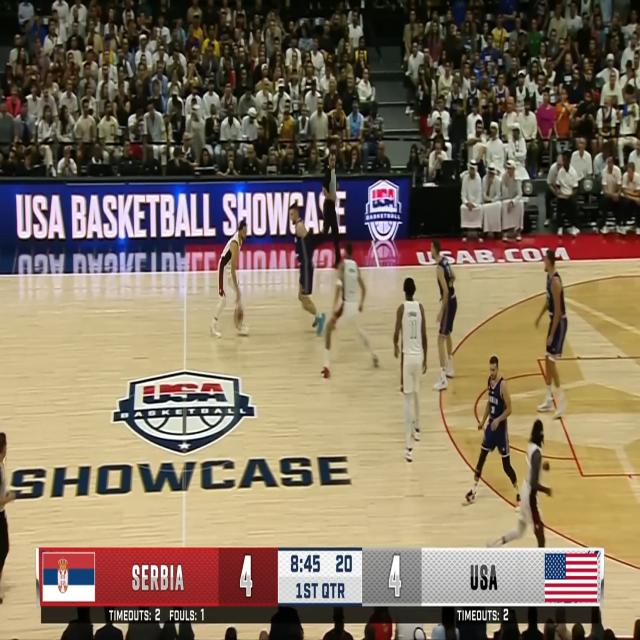 USA BASKETBALL SHOWCASE
USA
BASKETBALL
USAB.COM
11
USA
BASKETBALL
SHOWCASE
SERBIA 4 8:45 20 4 USA
1ST QTR
TIMEOUTS: 2 FOULS: 1 TIMEOUTS: 2